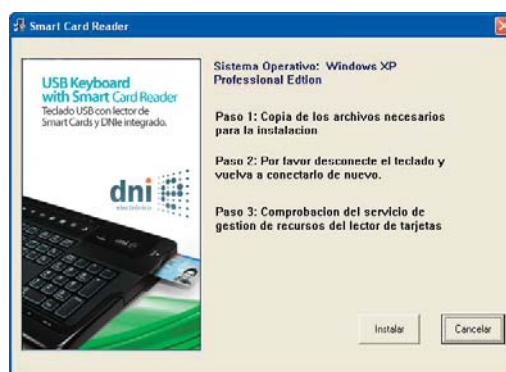 Smart Card Reader
USB Keyboard
with Smart Card Reader
Teclado USB con lector de
Smart Cards y DNIe integrado.
dni
electrónico
Sistema Operativo: Windows XP
Professional Edtion
Paso 1: Copia de los archivos necesarios
para la instalacion
Paso 2: Por favor desconecte el teclado y
vuelva a conectarlo de nuevo.
Paso 3: Comprobacion del servicio de
gestion de recursos del lector de tarjetas
Instalar
Cancelar